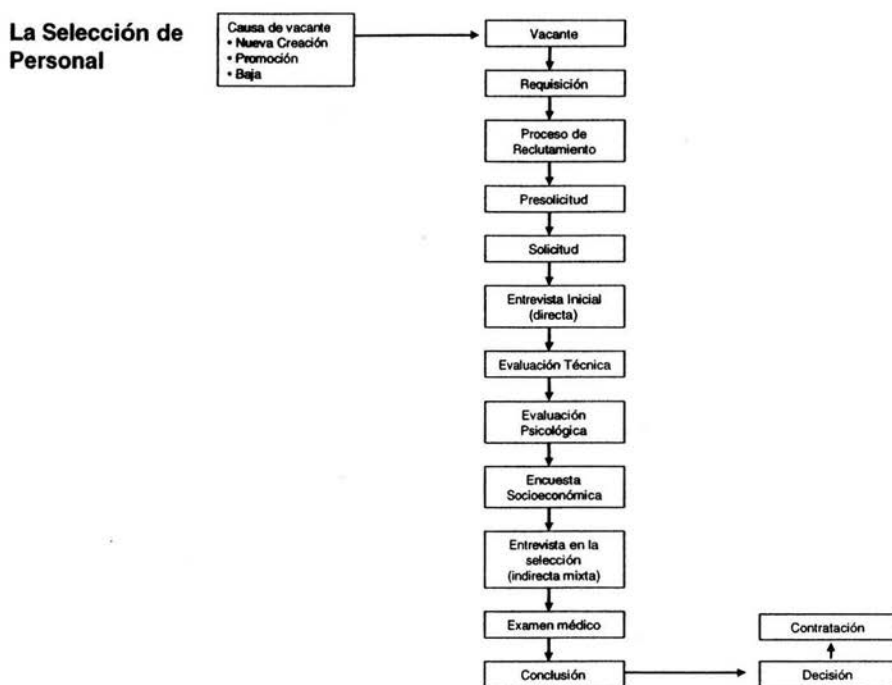 La Selección de
Personal
Causa de vacante
• Nueva Creación
• Promoción
• Baja
Vacante
Requisición
Proceso de
Reclutamiento
Presolicitud
Solicitud
Entrevista Inicial
(directa)
Evaluación Técnica
Evaluación
Psicológica
Encuesta
Socioeconómica
Entrevista en la
selección
(indirecta mixta)
Examen médico
Conclusión
Contratación
Decisión